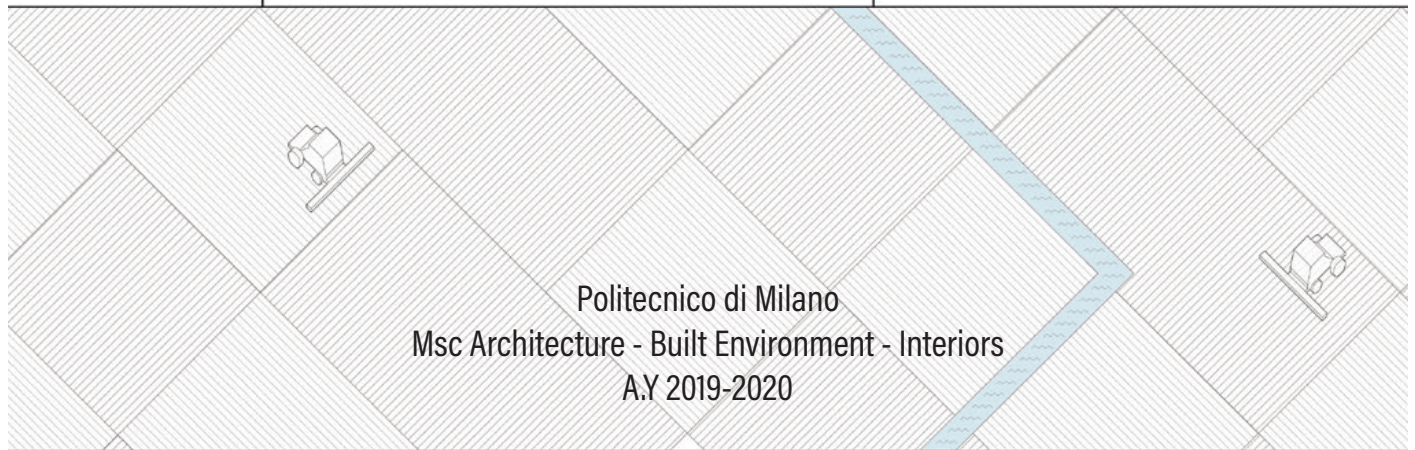 Politecnico di Milano
Msc Architecture - Built Environment - Interiors
A.Y 2019-2020